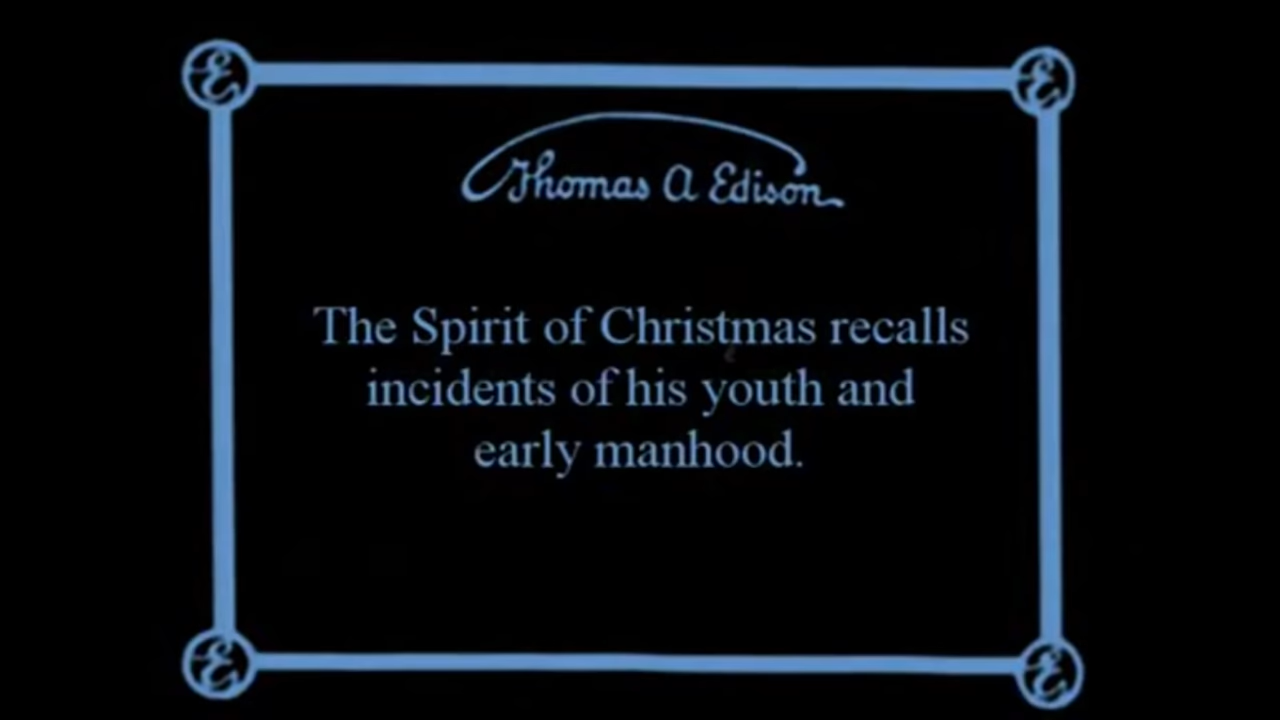 E E
Thomas A Edison
The Spirit of Christmas recalls
incidents of his youth and
early manhood.
E E